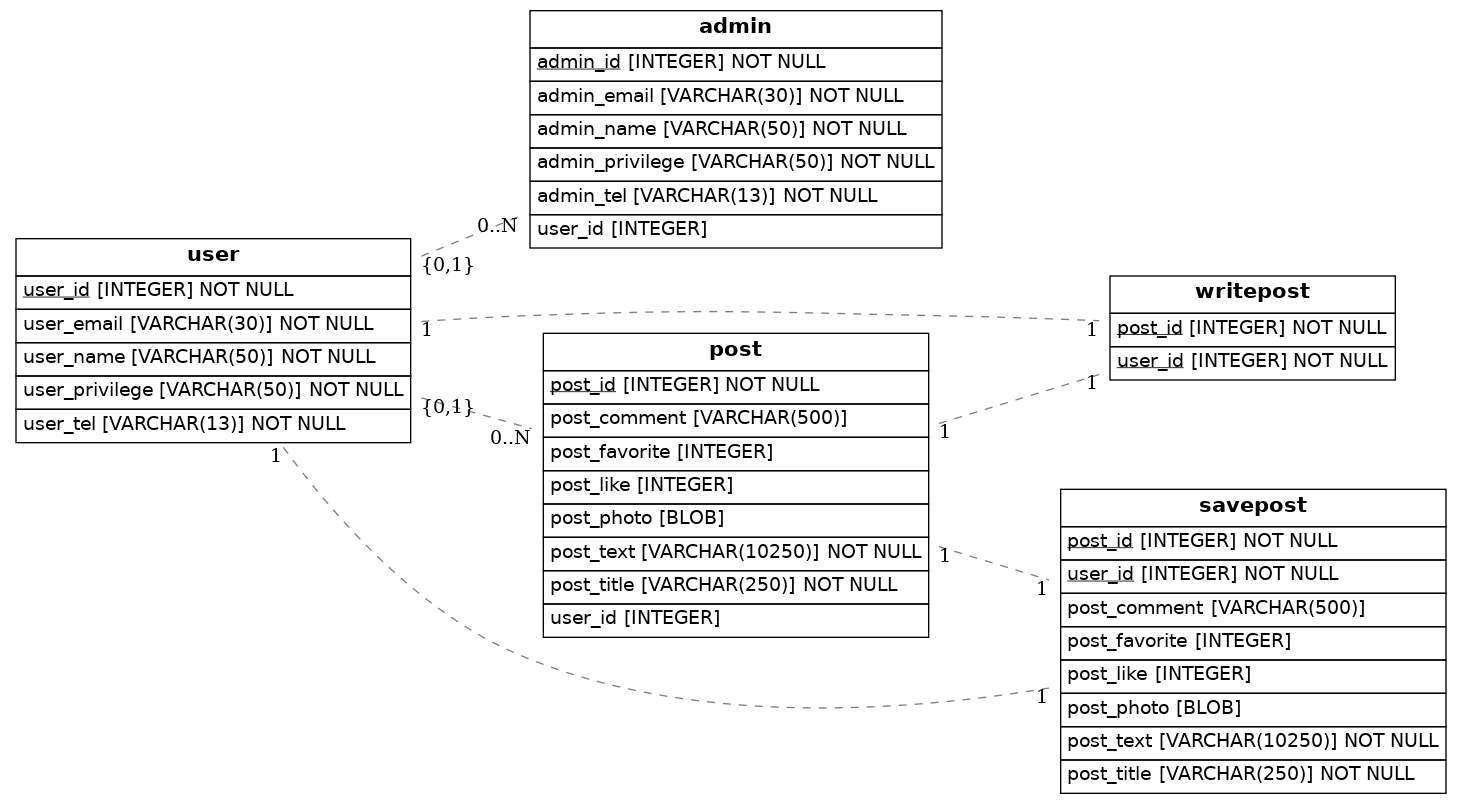 admin
admin_id [INTEGER] NOT NULL
admin_email [VARCHAR(30)] NOT NULL
admin_name [VARCHAR(50)] NOT NULL
admin_privilege [VARCHAR(50)] NOT NULL
admin_tel [VARCHAR(13)] NOT NULL
user_id [INTEGER]
0..N
{0,1}
user
user_id [INTEGER] NOT NULL
user_email [VARCHAR(30)] NOT NULL
user_name [VARCHAR(50)] NOT NULL
user_privilege [VARCHAR(50)] NOT NULL
user_tel [VARCHAR(13)] NOT NULL
1
1
{0,1}
0..N
1
writepost
post_id [INTEGER] NOT NULL
user_id [INTEGER] NOT NULL
1
1
post
post_id [INTEGER] NOT NULL
post_comment [VARCHAR(500)]
post_favorite [INTEGER]
post_like [INTEGER]
post_photo [BLOB]
post_text [VARCHAR(10250)] NOT NULL
post_title [VARCHAR(250)] NOT NULL
user_id [INTEGER]
1
1
1
savepost
post_id [INTEGER] NOT NULL
user_id [INTEGER] NOT NULL
post_comment [VARCHAR(500)]
post_favorite [INTEGER]
post_like [INTEGER]
post_photo [BLOB]
post_text [VARCHAR(10250)] NOT NULL
post_title [VARCHAR(250)] NOT NULL